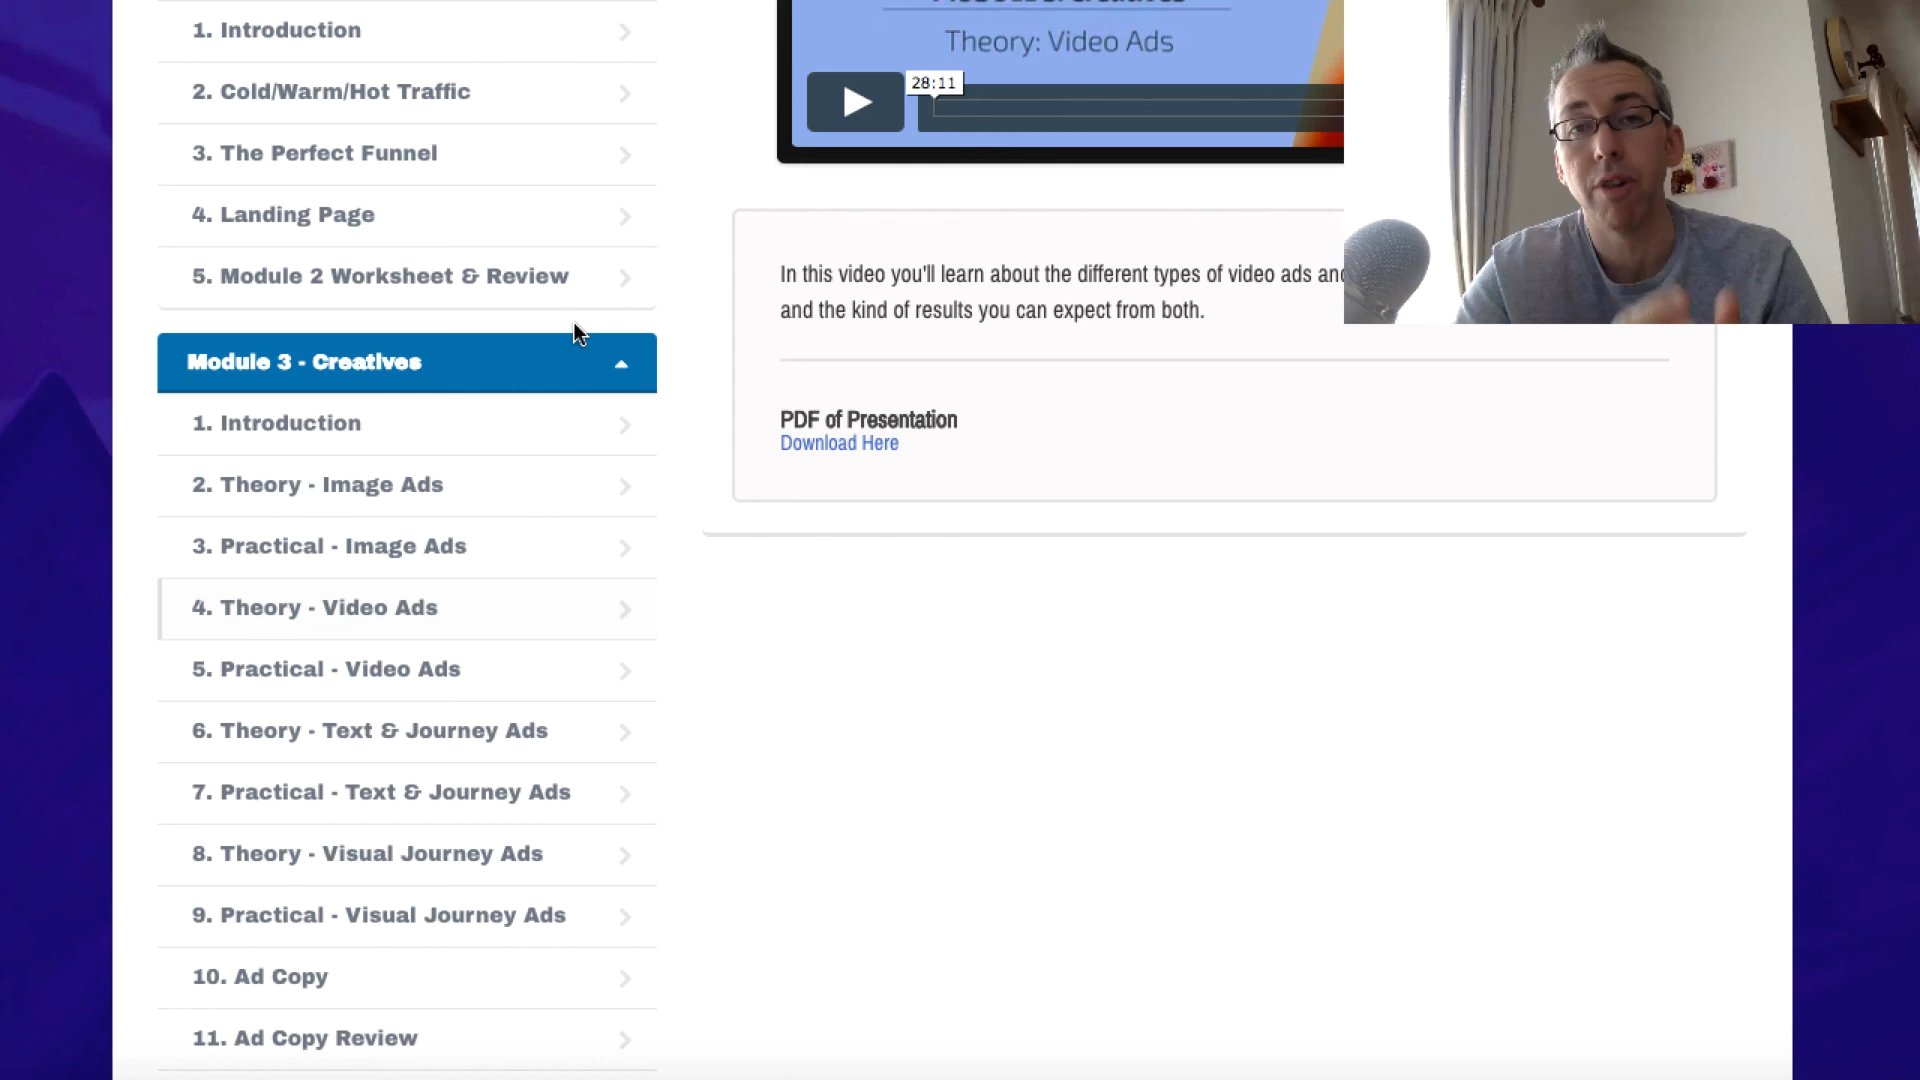 1. Introduction
2. Cold/Warm/Hot Traffic
3. The Perfect Funnel
4. Landing Page
5. Module 2 Worksheet & Review
Module 3 - Creatives
1. Introduction
2. Theory - Image Ads
3. Practical - Image Ads
4. Theory - Video Ads
5. Practical - Video Ads
6. Theory - Text & Journey Ads
7. Practical - Text & Journey Ads
8. Theory - Visual Journey Ads
9. Practical - Visual Journey Ads
10. Ad Copy
11. Ad Copy Review
Theory: Video Ads
28:11
In this video you'll learn about the different types of video ads and
and the kind of results you can expect from both.
PDF of Presentation
Download Here